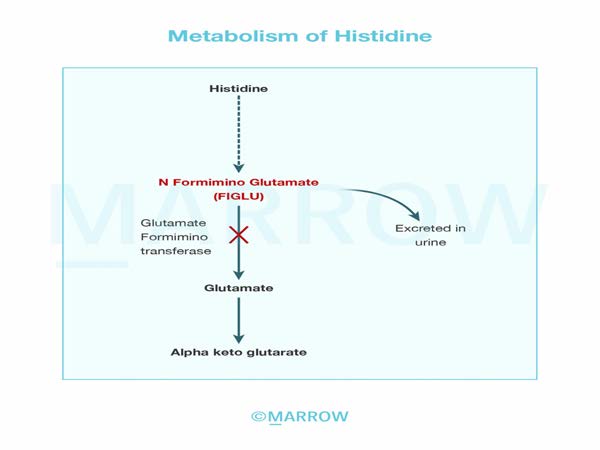 Metabolism of Histidine
Histidine
N Formimino Glutamate
(FIGLU)
Glutamate
Formimino
transferase
Excreted in
urine
Glutamate
Alpha keto glutarate
MARROW
©MARROW